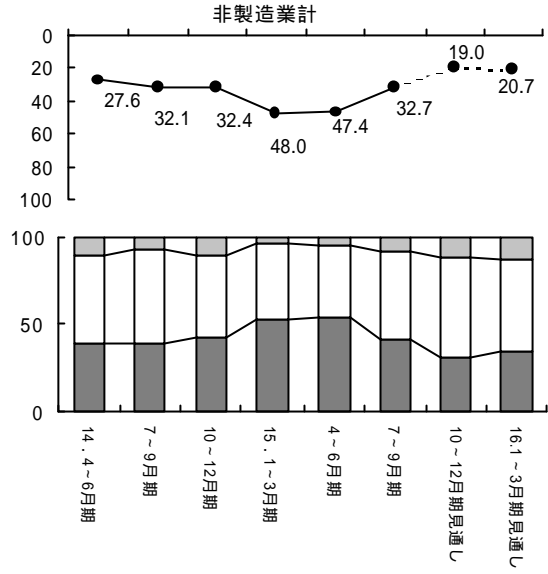 非製造業計
0
20
40
60
80
100
27.6
32.1
32.4
48.0
47.4
32.7
19.0
20.7
100
50
0
14．4~6月期
7~9月期
10~12月期
15．1~3月期
4~6月期
7~9月期
10~12月期見通し
16.1~3月期見通し